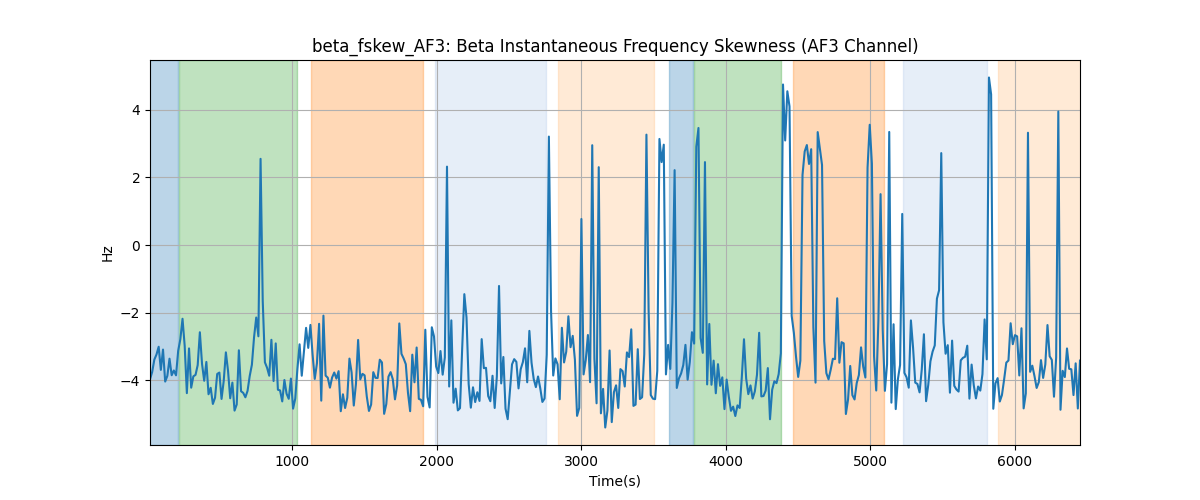 beta_fskew_AF3: Beta Instantaneous Frequency Skewness (AF3 Channel)
Hz
4
2
0
−2
−4
1000 2000 3000 4000 5000 6000
Time(s)